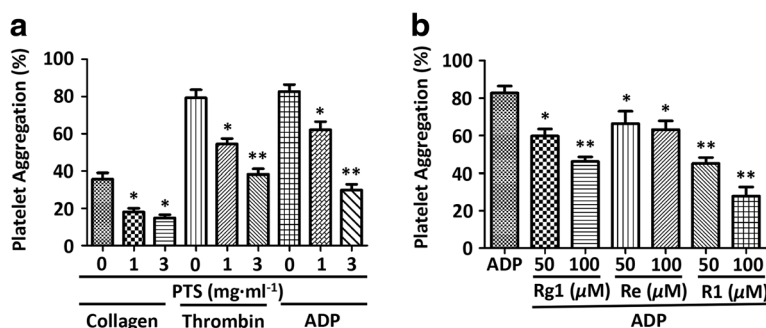 a
Platelet Aggregation (%)
100
80
60
40
20
0
* * * ** * **
0 1 3 0 1 3 0 1 3
PTS (mg·ml-1)
Collagen Thrombin ADP
b
Platelet Aggregation (%)
100
80
60
40
20
0
* ** * * ** **
ADP 50 100 50 100 50 100
Rg1 (μM) Re (μM) R1 (μM)
ADP